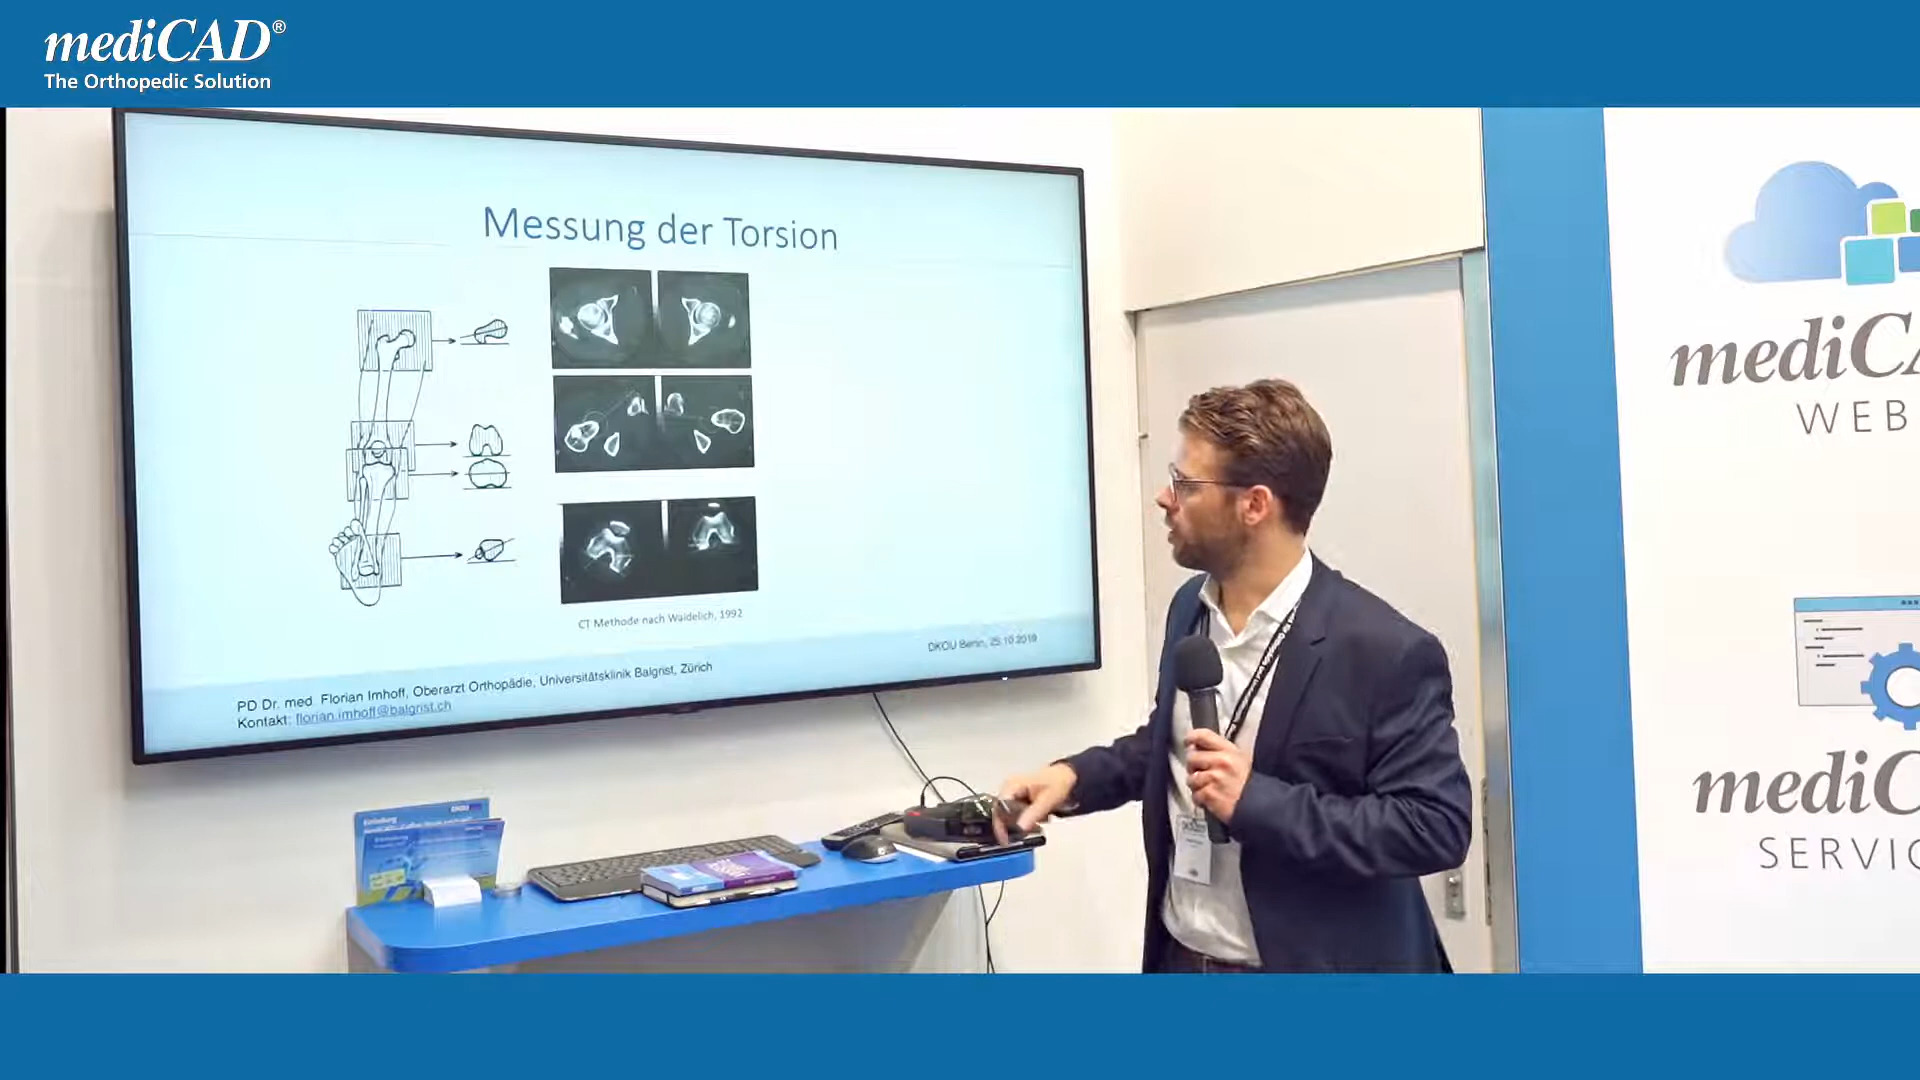 mediCAD®
The Orthopedic Solution
Messung der Torsion
CT Methode nach Waidelich, 1992
DKOU Berlin, 25.10.2019
PD Dr. med. Florian Imhoff, Oberarzt Orthopädie, Universitätsklinik Balgrist, Zürich
Kontakt: florian.imhoff@balgrist.ch
mediCA
WEB
mediC
SERVIC